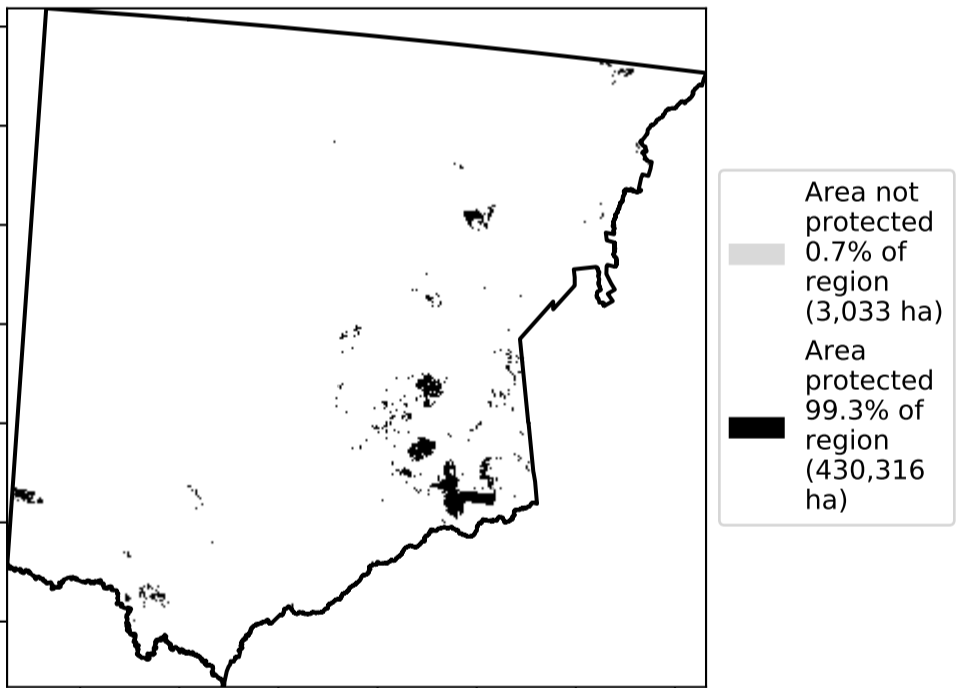 Area not
protected
0.7% of
region
(3,033 ha)
Area
protected
99.3% of
region
(430,316
ha)